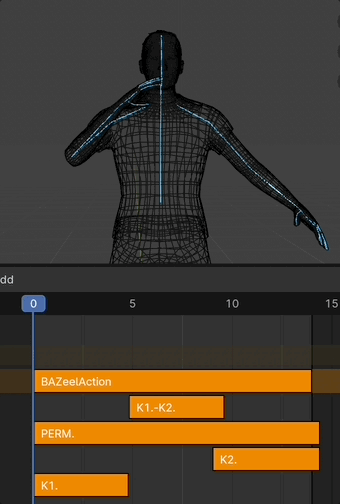 dd
0 5 10 15
BAZeelAction
K1.-K2.
PERM.
K2.
K1.